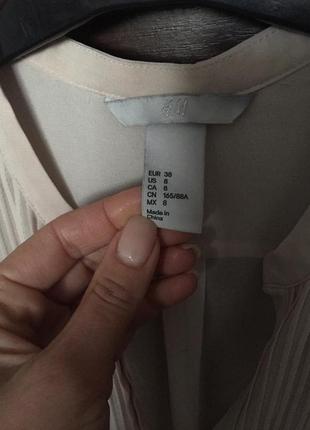 H&M
EUR 38
US 8
CA 8
CN 165/88A
MX 8
Made in
China